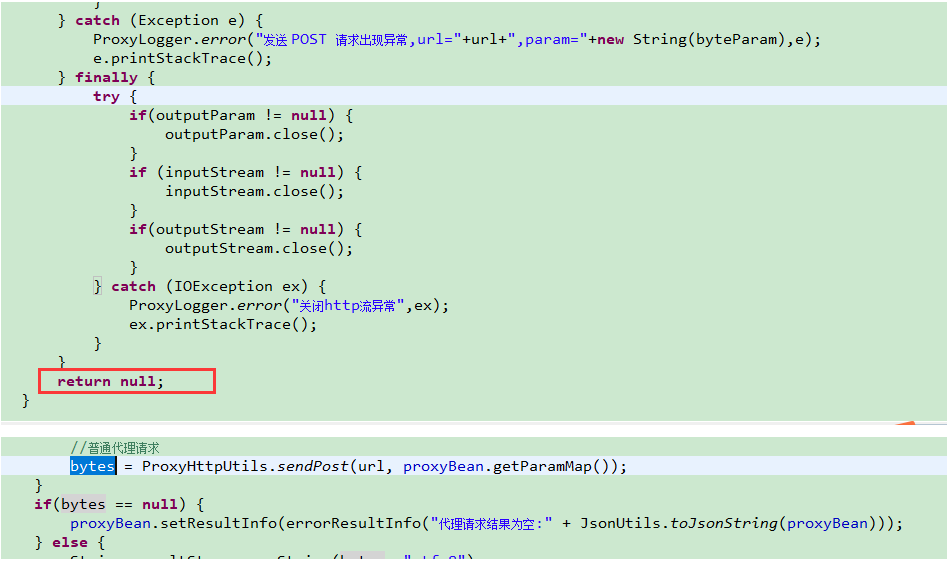 }
} catch (Exception e) {
ProxyLogger.error("发送 POST 请求出现异常,url="+url+",param="+new String(byteParam),e);
e.printStackTrace();
} finally {
try {
if(outputParam != null) {
outputParam.close();
}
if (inputStream != null) {
inputStream.close();
}
if(outputStream != null) {
outputStream.close();
}
} catch (IOException ex) {
ProxyLogger.error("关闭http流异常",ex);
ex.printStackTrace();
}
}
return null;
}
//普通代理请求
bytes = ProxyHttpUtils.sendPost(url, proxyBean.getParamMap());
}
if(bytes == null) {
proxyBean.setResultInfo(errorResultInfo("代理请求结果为空:" + JsonUtils.toJsonString(proxyBean)));
} else {